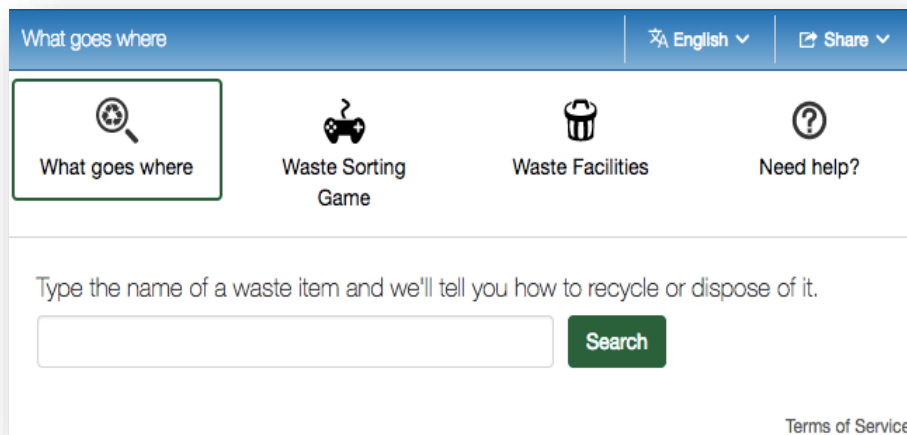 What goes where
English
Share
What goes where
Waste Sorting
Game
Waste Facilities
Need help?
Type the name of a waste item and we'll tell you how to recycle or dispose of it.
Search
Terms of Service